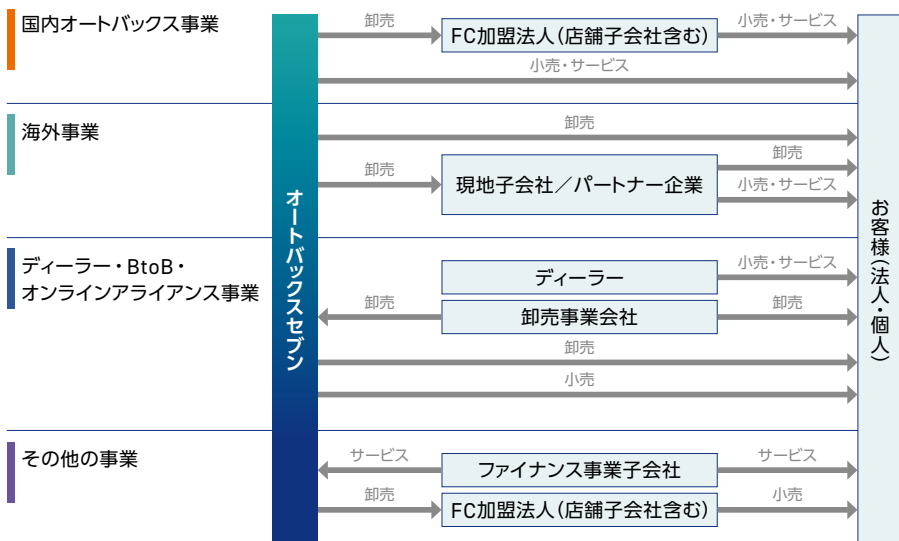 国内オートバックス事業
卸売
FC加盟法人(店舗子会社含む)
小売・サービス
小売・サービス
海外事業
卸売
卸売
現地子会社／パートナー企業
卸売
小売・サービス
ディーラー・BtoB・
オンラインアライアンス事業
ディーラー
小売・サービス
卸売
卸売事業会社
卸売
卸売
小売
その他の事業
サービス
ファイナンス事業子会社
サービス
卸売
FC加盟法人(店舗子会社含む)
小売
オートバックスセブン
お客様(法人・個人)